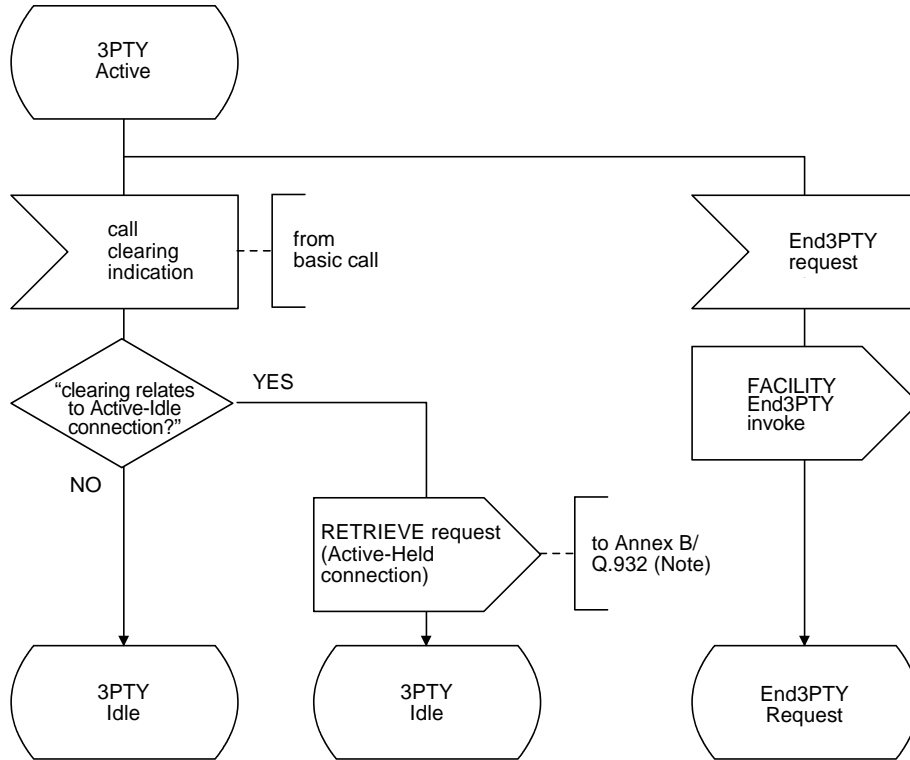 3PTY
Active
call
clearing
indication
from
basic call
End3PTY
request
“clearing relates
to Active-Idle
connection?”
YES
NO
FACILITY
End3PTY
invoke
RETRIEVE request
(Active-Held
connection)
to Annex B/
Q.932 (Note)
3PTY
Idle
3PTY
Idle
End3PTY
Request